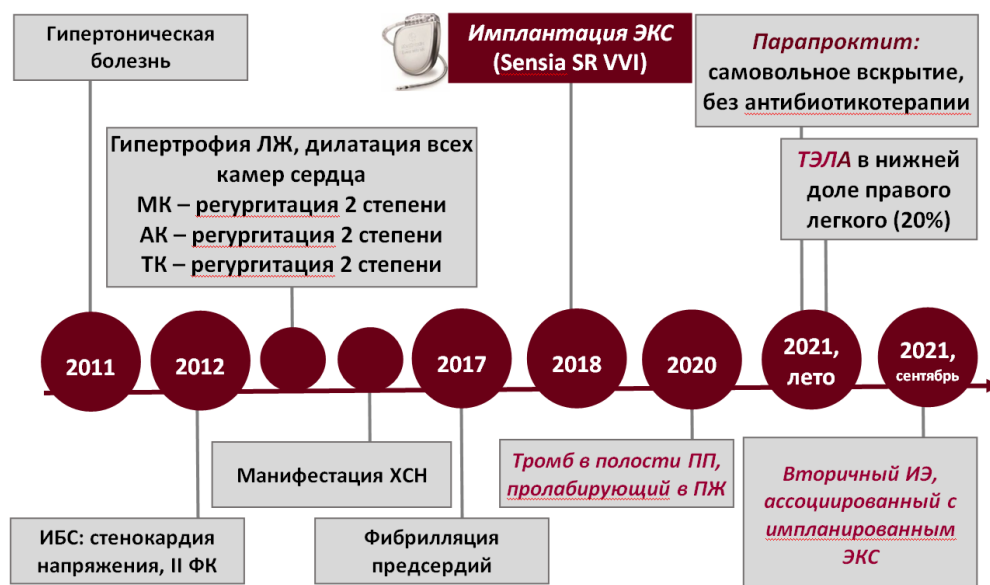 Гипертоническая
болезнь
Имплантация ЭКС
(Sensia SR VVI)
Парапроктит:
самовольное вскрытие,
без антибиотикотерапии
Гипертрофия ЛЖ, дилатация всех
камер сердца
МК – регургитация 2 степени
АК – регургитация 2 степени
ТК – регургитация 2 степени
ТЭЛА в нижней
доле правого
легкого (20%)
2011
2012
2017
2018
2020
2021,
лето
2021,
сентябрь
ИБС: стенокардия
напряжения, II ФК
Манифестация ХСН
Фибрилляция
предсердий
Тромб в полости ПП,
пролабирующий в ПЖ
Вторичный ИЭ,
ассоциированный с
импланированным
ЭКС